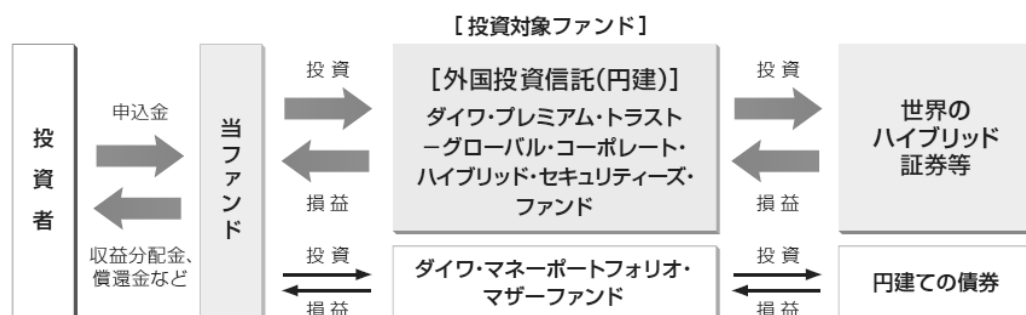 [投資対象ファンド]
投資者
申込金
収益分配金、
償還金など
当ファンド
投資
損益
[外国投資信託(円建)]
ダイワ・プレミアム・トラスト
－グローバル・コーポレート・
ハイブリッド・セキュリティーズ・
ファンド
投資
損益
世界の
ハイブリッド
証券等
投資
損益
ダイワ・マネーポートフォリオ・
マザーファンド
投資
損益
円建ての債券